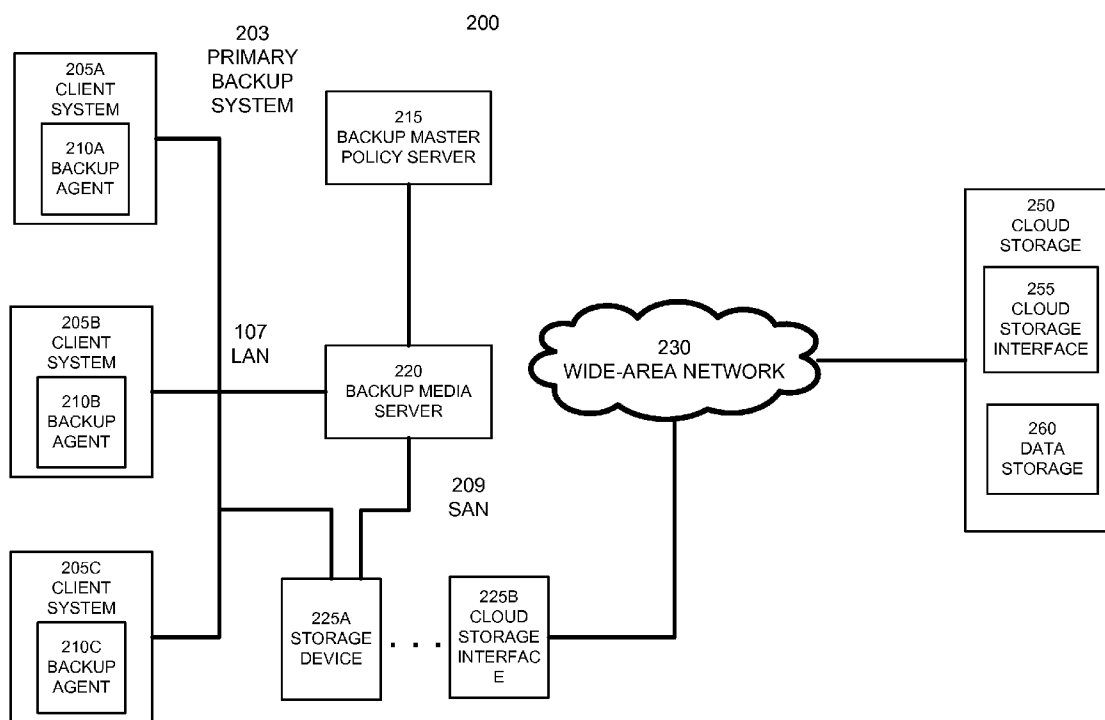 200
203
PRIMARY
BACKUP
SYSTEM
205A
CLIENT
SYSTEM
210A
BACKUP
AGENT
215
BACKUP MASTER
POLICY SERVER
205B
CLIENT
SYSTEM
210B
BACKUP
AGENT
107
LAN
220
BACKUP MEDIA
SERVER
230
WIDE-AREA NETWORK
250
CLOUD
STORAGE
255
CLOUD
STORAGE
INTERFACE
260
DATA
STORAGE
209
SAN
205C
CLIENT
SYSTEM
210C
BACKUP
AGENT
225A
STORAGE
DEVICE
. . .
225B
CLOUD
STORAGE
INTERFAC
E